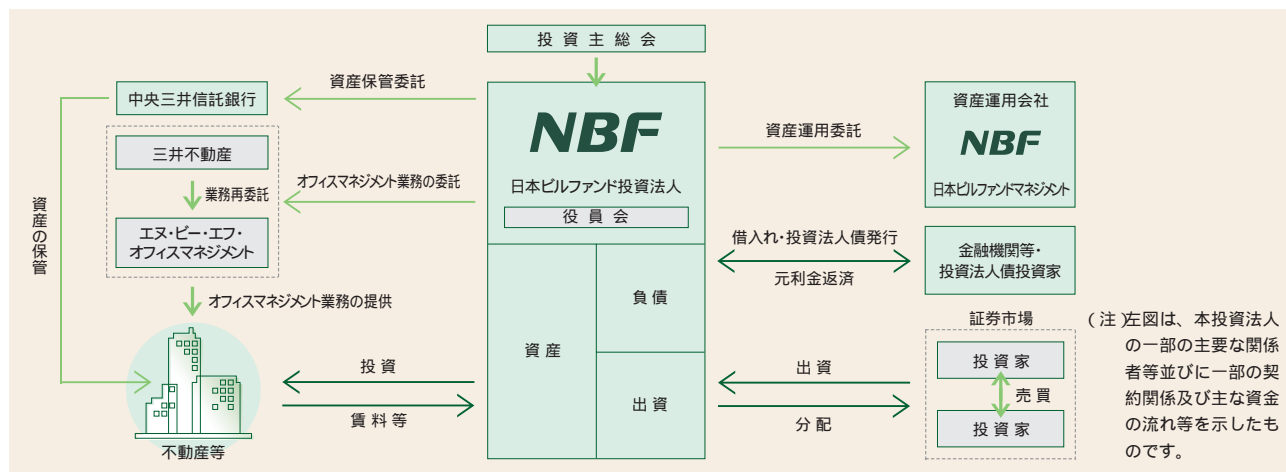 投資主総会
資産保管委託
中央三井信託銀行
三井不動産
業務再委託
オフィスマネジメント業務の委託
エヌ・ビー・エフ・
オフィスマネジメント
資産の保管
オフィスマネジメント業務の提供
不動産等
投資
賃料等
NBF
日本ビルファンド投資法人
役員会
資産
負債
出資
資産運用委託
資産運用会社
NBF
日本ビルファンドマネジメント
借入れ・投資法人債発行
元利金返済
金融機関等・
投資法人債投資家
証券市場
出資
分配
投資家
売買
投資家
(注)左図は、本投資法人
の一部の主要な関係
者等並びに一部の契
約関係及び主な資金
の流れ等を示したも
のです。